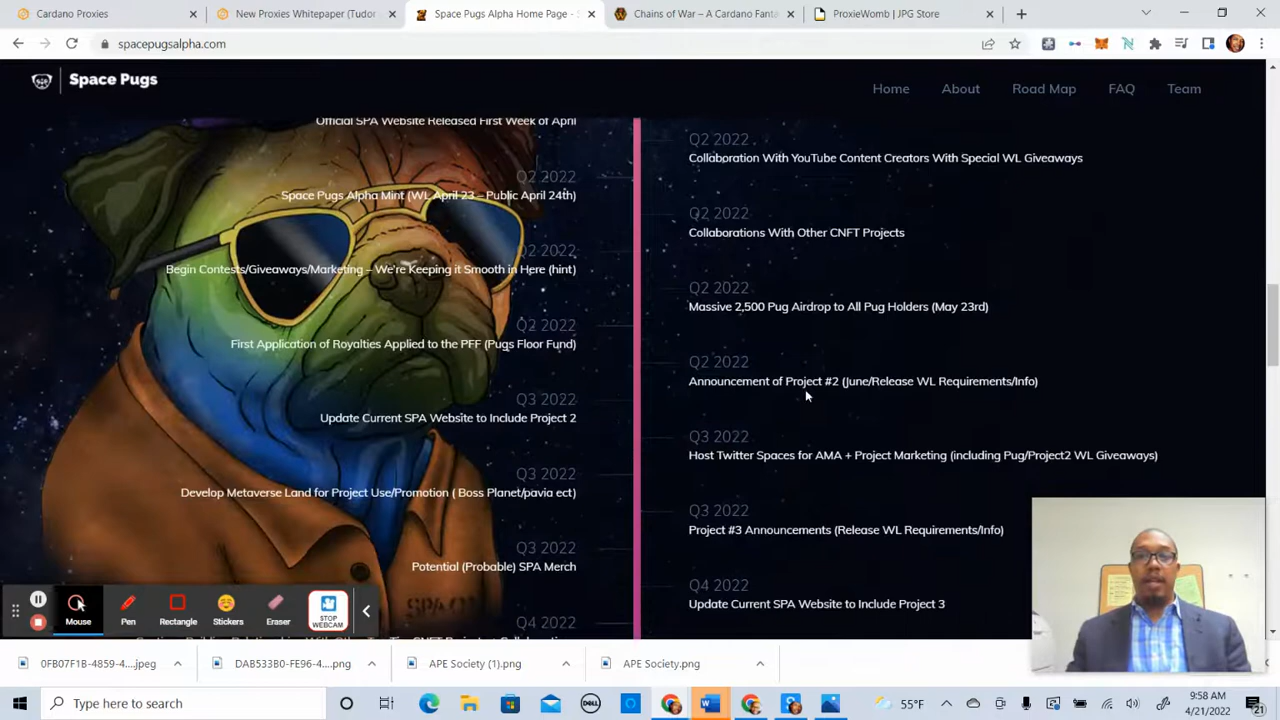 Cardano Proxies
New Proxies Whitepaper (Tudor
Space Pugs Alpha Home Page -
Chains of War – A Cardano Fanta
ProxieWomb | JPG Store
spacepugsalpha.com
Space Pugs
Home
About
Road Map
FAQ
Team
Official SPA Website Released First Week of April
Q2 2022
Space Pugs Alpha Mint (WL April 23 – Public April 24th)
Q2 2022
Begin Contests/Giveaways/Marketing – We're Keeping it Smooth in Here (hint)
Q2 2022
First Application of Royalties Applied to the PFF (Pugs Floor Fund)
Q3 2022
Update Current SPA Website to Include Project 2
Q3 2022
Develop Metaverse Land for Project Use/Promotion ( Boss Planet/pavia ect)
Q3 2022
Potential (Probable) SPA Merch
Q4 2022
Q2 2022
Collaboration With YouTube Content Creators With Special WL Giveaways
Q2 2022
Collaborations With Other CNFT Projects
Q2 2022
Massive 2,500 Pug Airdrop to All Pug Holders (May 23rd)
Q2 2022
Announcement of Project #2 (June/Release WL Requirements/Info)
Q3 2022
Host Twitter Spaces for AMA + Project Marketing (including Pug/Project2 WL Giveaways)
Q3 2022
Project #3 Announcements (Release WL Requirements/Info)
Q4 2022
Update Current SPA Website to Include Project 3
Mouse
Pen
Rectangle
Stickers
Eraser
STOP
WEBCAM
0FB07F1B-4859-4....jpeg
DAB533B0-FE96-4....png
APE Society (1).png
APE Society.png
Type here to search
DELL
55°F
9:58 AM
4/21/2022
21